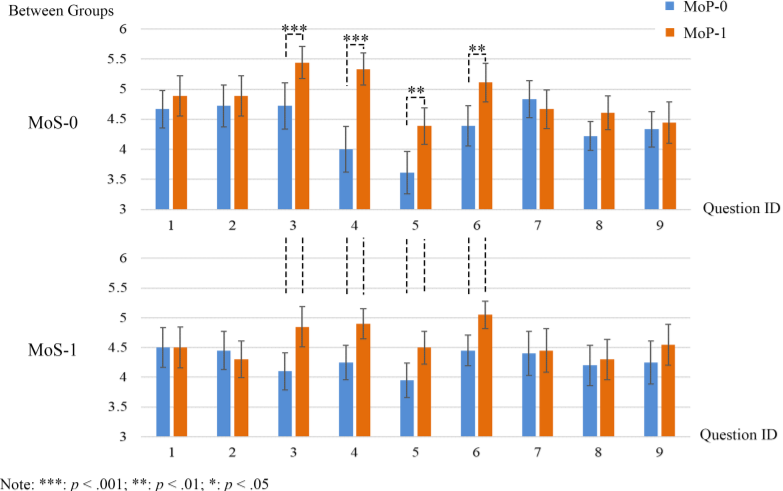 Between Groups
MoP-0
MoP-1
6
5.5
5
4.5
4
3.5
3
MoS-0
*** *** ** **
1 2 3 4 5 6 7 8 9
Question ID
6
5.5
5
4.5
4
3.5
3
MoS-1
1 2 3 4 5 6 7 8 9
Question ID
Note: ***: p < .001; **: p < .01; *: p < .05